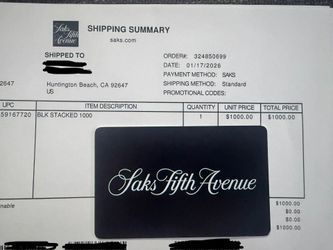 Saks
Fifth
Avenue
SHIPPING SUMMARY
saks.com
SHIPPED TO
ORDER#: 324850699
DATE: 01/17/2026
PAYMENT METHOD: SAKS
SHIPPING METHOD: Standard
PROMOTIONAL CODES:
2647
Huntington Beach, CA 92647
US
UPC ITEM DESCRIPTION QUANTITY UNIT PRICE TOTAL PRICE
59167720 BLK STACKED 1000 1 $1000.00 $1000.00
Saks Fifth Avenue
$1000.00
$0.00
$0.00
$1000.00